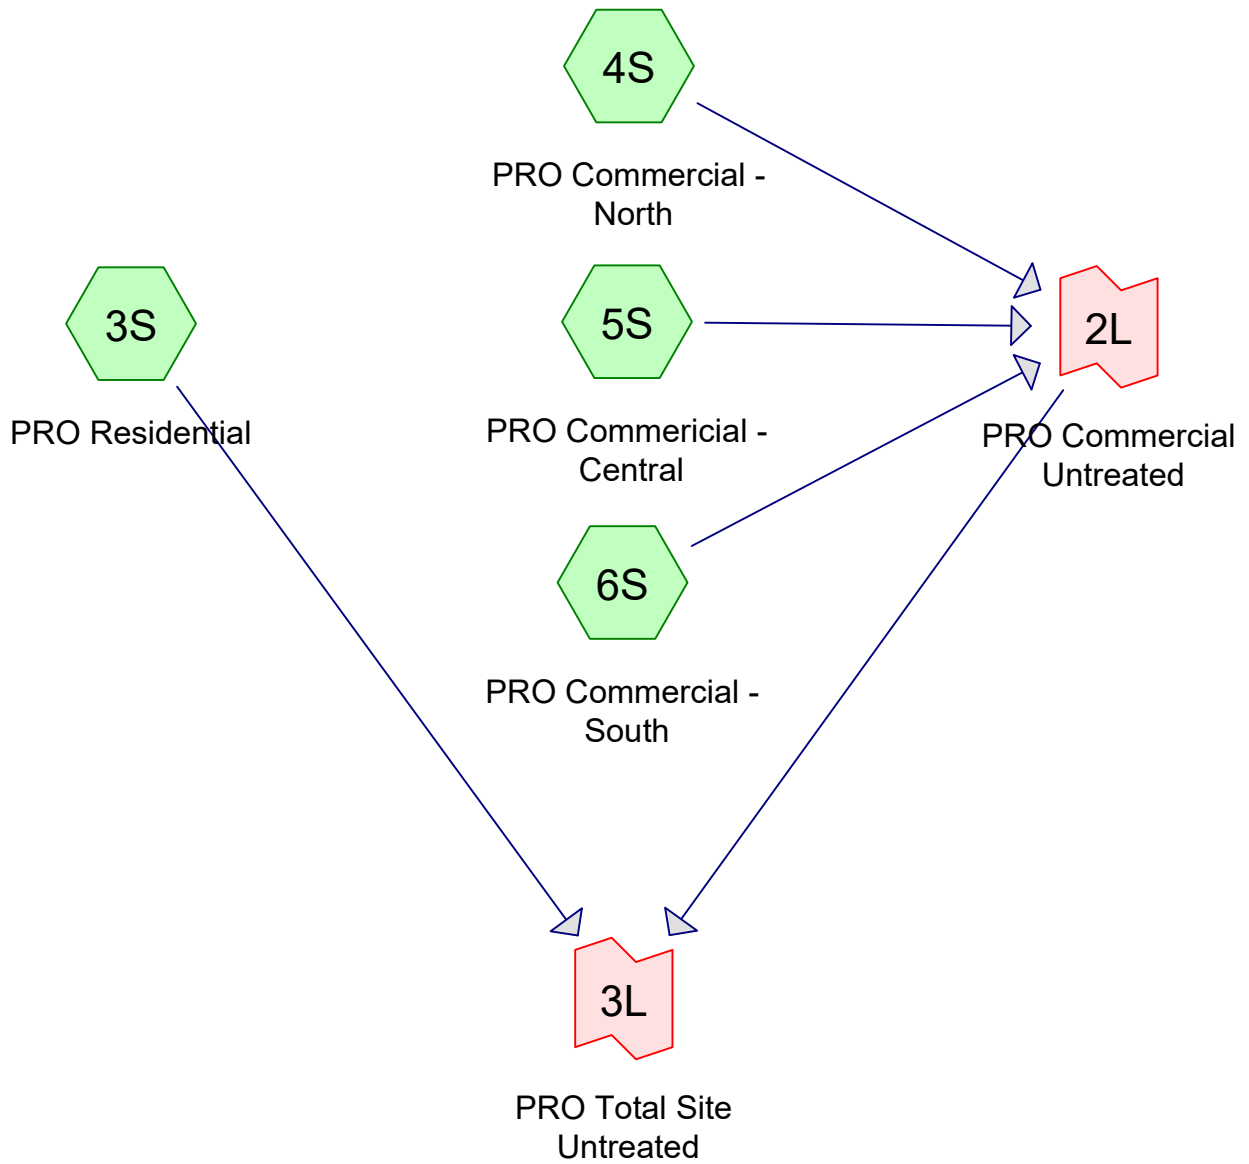 4S
PRO Commercial -
North
3S
PRO Residential
5S
PRO Commericial -
Central
2L
PRO Commercial
Untreated
6S
PRO Commercial -
South
3L
PRO Total Site
Untreated